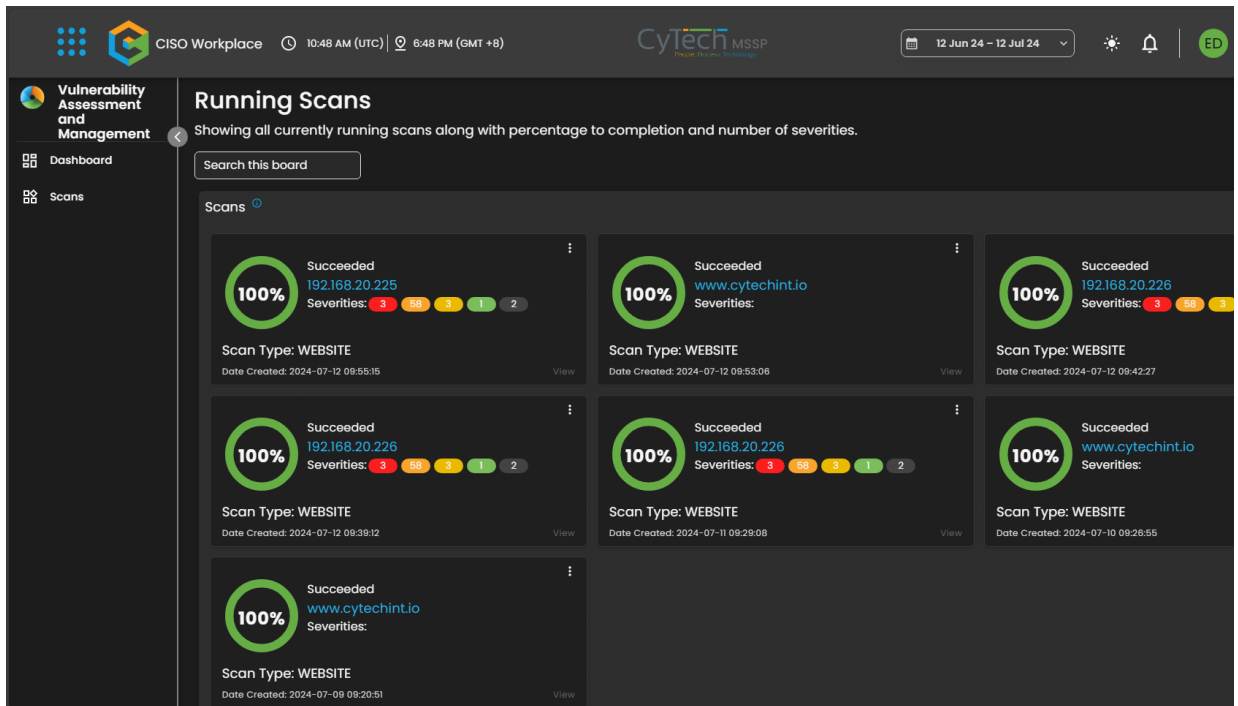 CISO Workplace 10:48 AM (UTC) 6:48 PM (GMT +8) CyTech MSSP 12 Jun 24 – 12 Jul 24 ED
People Process Technology
Vulnerability
Assessment
and
Management
Dashboard
Scans
Running Scans
Showing all currently running scans along with percentage to completion and number of severities.
Search this board
Scans
100%
Succeeded
192.168.20.225
Severities: 3 58 3 1 2
Scan Type: WEBSITE
Date Created: 2024-07-12 09:55:15 View
100%
Succeeded
www.cytechint.io
Severities:
Scan Type: WEBSITE
Date Created: 2024-07-12 09:53:06 View
100%
Succeeded
192.168.20.226
Severities: 3 58 3
Scan Type: WEBSITE
Date Created: 2024-07-12 09:42:27
100%
Succeeded
192.168.20.226
Severities: 3 58 3 1 2
Scan Type: WEBSITE
Date Created: 2024-07-12 09:39:12 View
100%
Succeeded
192.168.20.226
Severities: 3 58 3 1 2
Scan Type: WEBSITE
Date Created: 2024-07-11 09:29:08 View
100%
Succeeded
www.cytechint.io
Severities:
Scan Type: WEBSITE
Date Created: 2024-07-10 09:26:55
100%
Succeeded
www.cytechint.io
Severities:
Scan Type: WEBSITE
Date Created: 2024-07-09 09:20:51 View